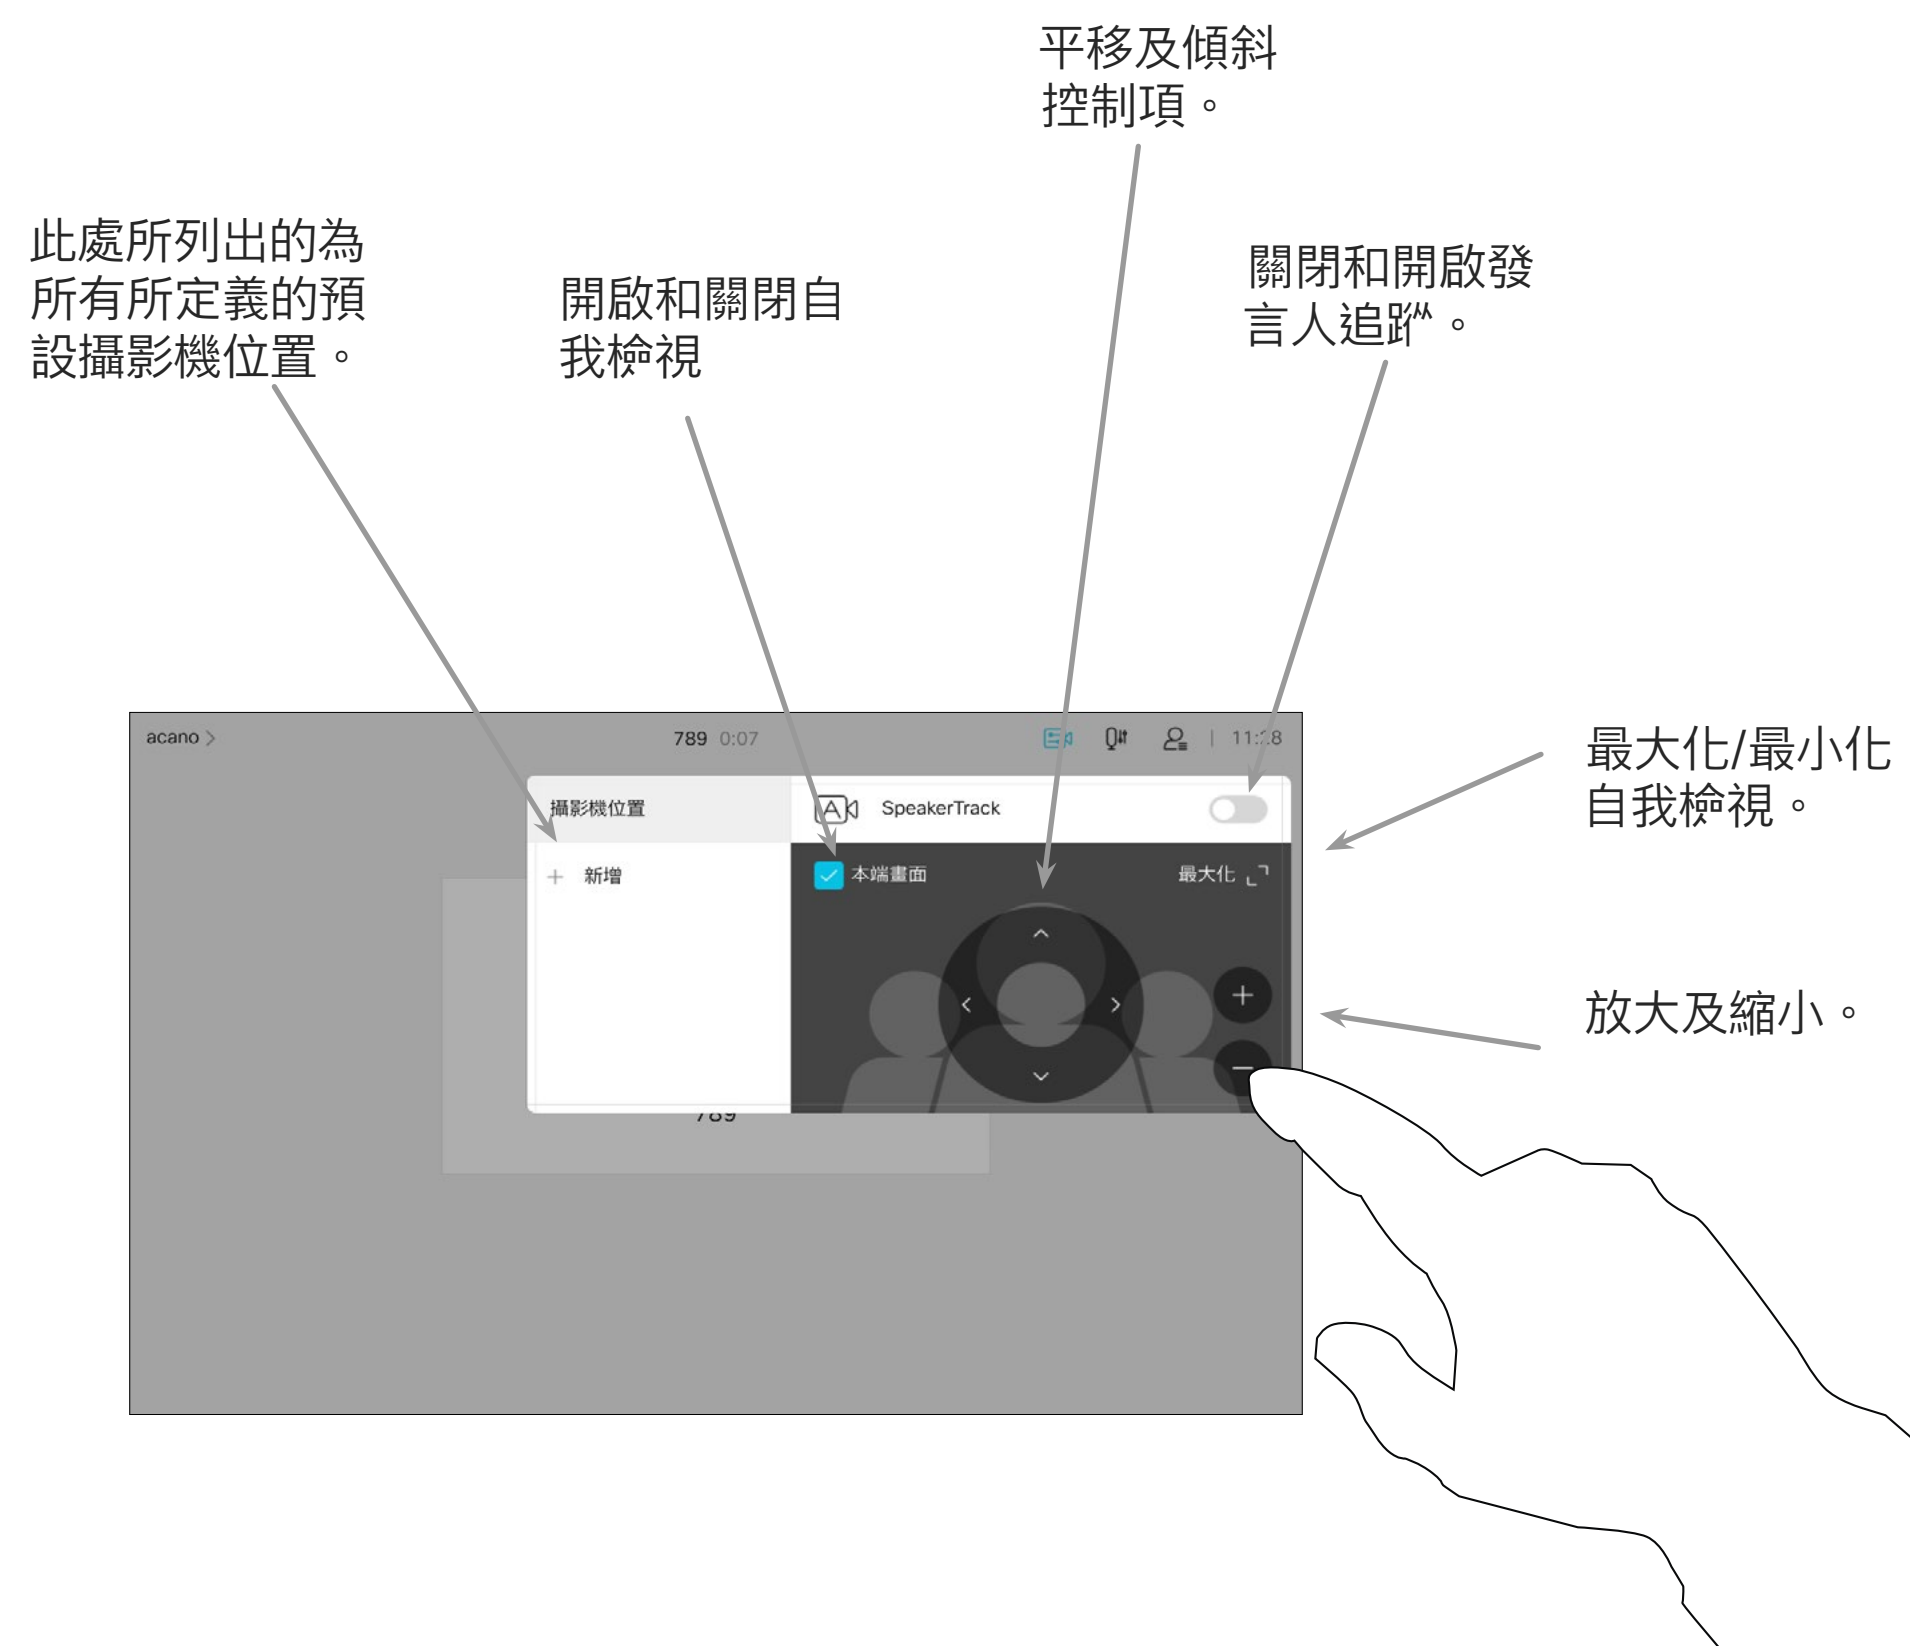 平移及傾斜
控制項。
此處所列出的為
所有所定義的預
設攝影機位置。
開啟和關閉自
我檢視
關閉和開啟發
言人追蹤。
最大化/最小化
自我檢視。
放大及縮小。
acano >
789 0:07
11:28
攝影機位置
SpeakerTrack
+ 新增
本端畫面
最大化
789